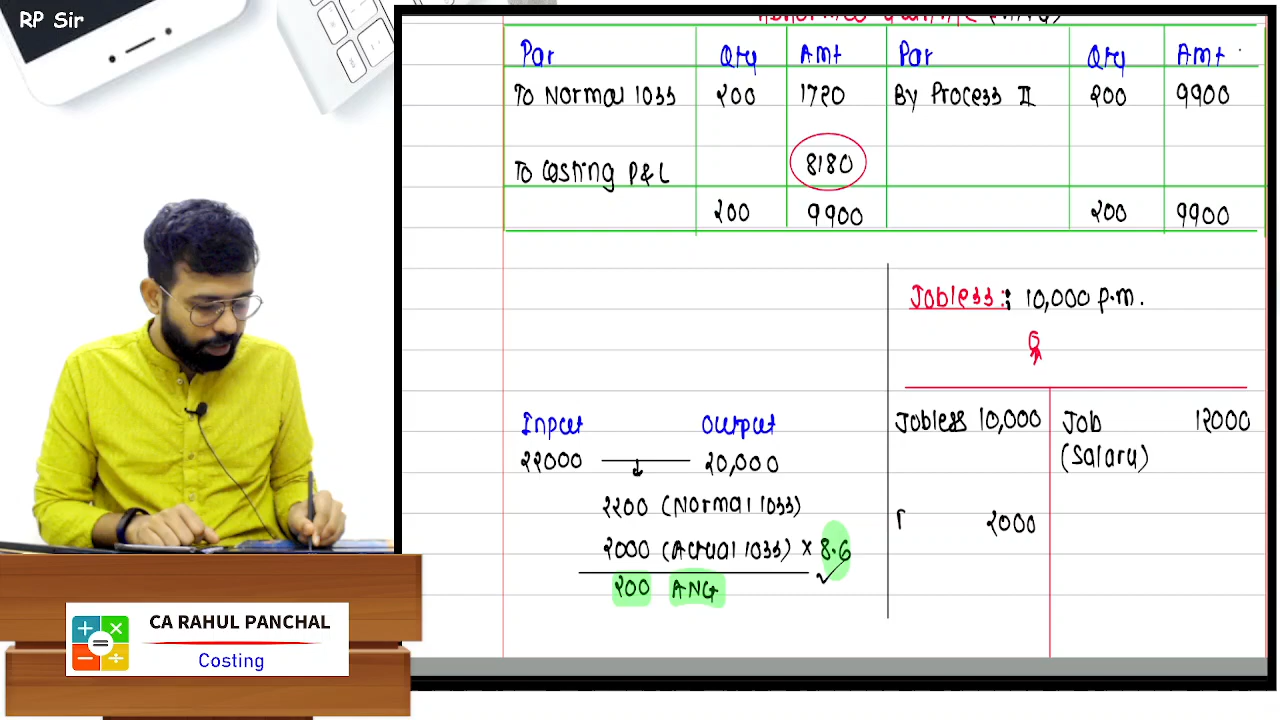 RP Sir
Par Qty Amt Par Qty Amt
To Normal loss 200 1720 By Process II 200 9900
To Costing P&L 8180
200 9900 200 9900
Jobless : 10,000 p.m.
Input Output
22000 20,000
2200 (Normal loss)
2000 (Actual loss) × 8.6
200 ANG
Jobless 10,000 Job 12000
(Salary)
2000
CA RAHUL PANCHAL
Costing